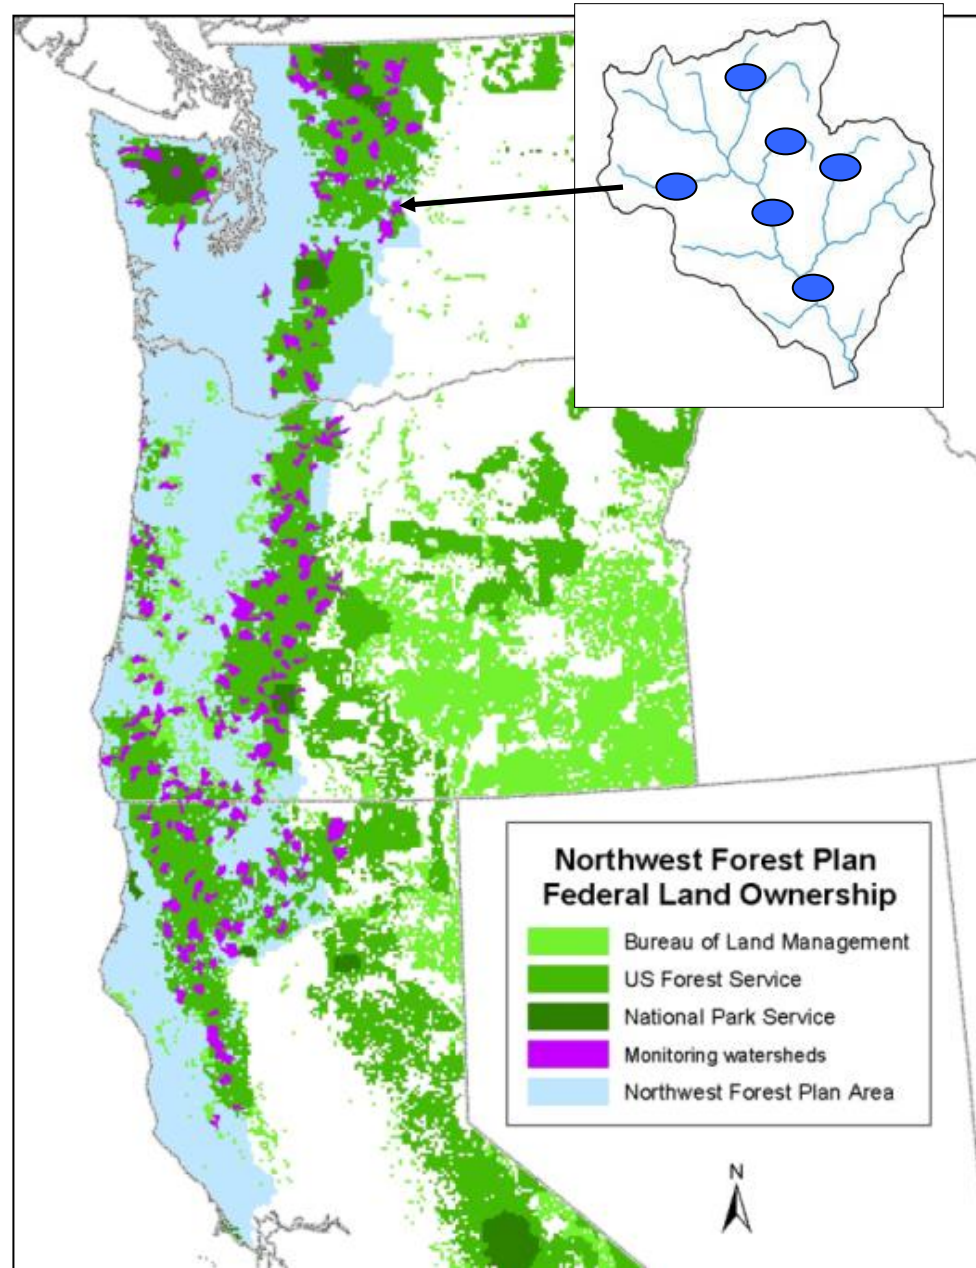 Northwest Forest Plan
Federal Land Ownership
Bureau of Land Management
US Forest Service
National Park Service
Monitoring watersheds
Northwest Forest Plan Area
N